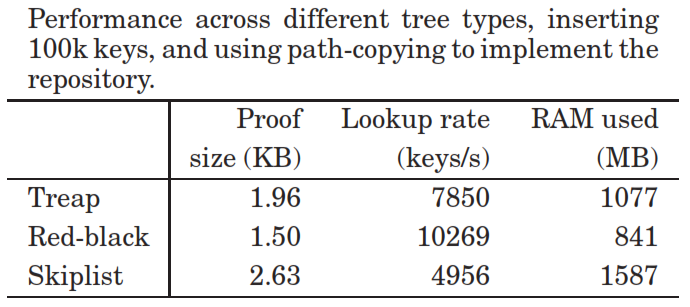 Performance across different tree types, inserting
100k keys, and using path-copying to implement the
repository.
Proof Lookup rate RAM used
size (KB) (keys/s) (MB)
Treap 1.96 7850 1077
Red-black 1.50 10269 841
Skiplist 2.63 4956 1587